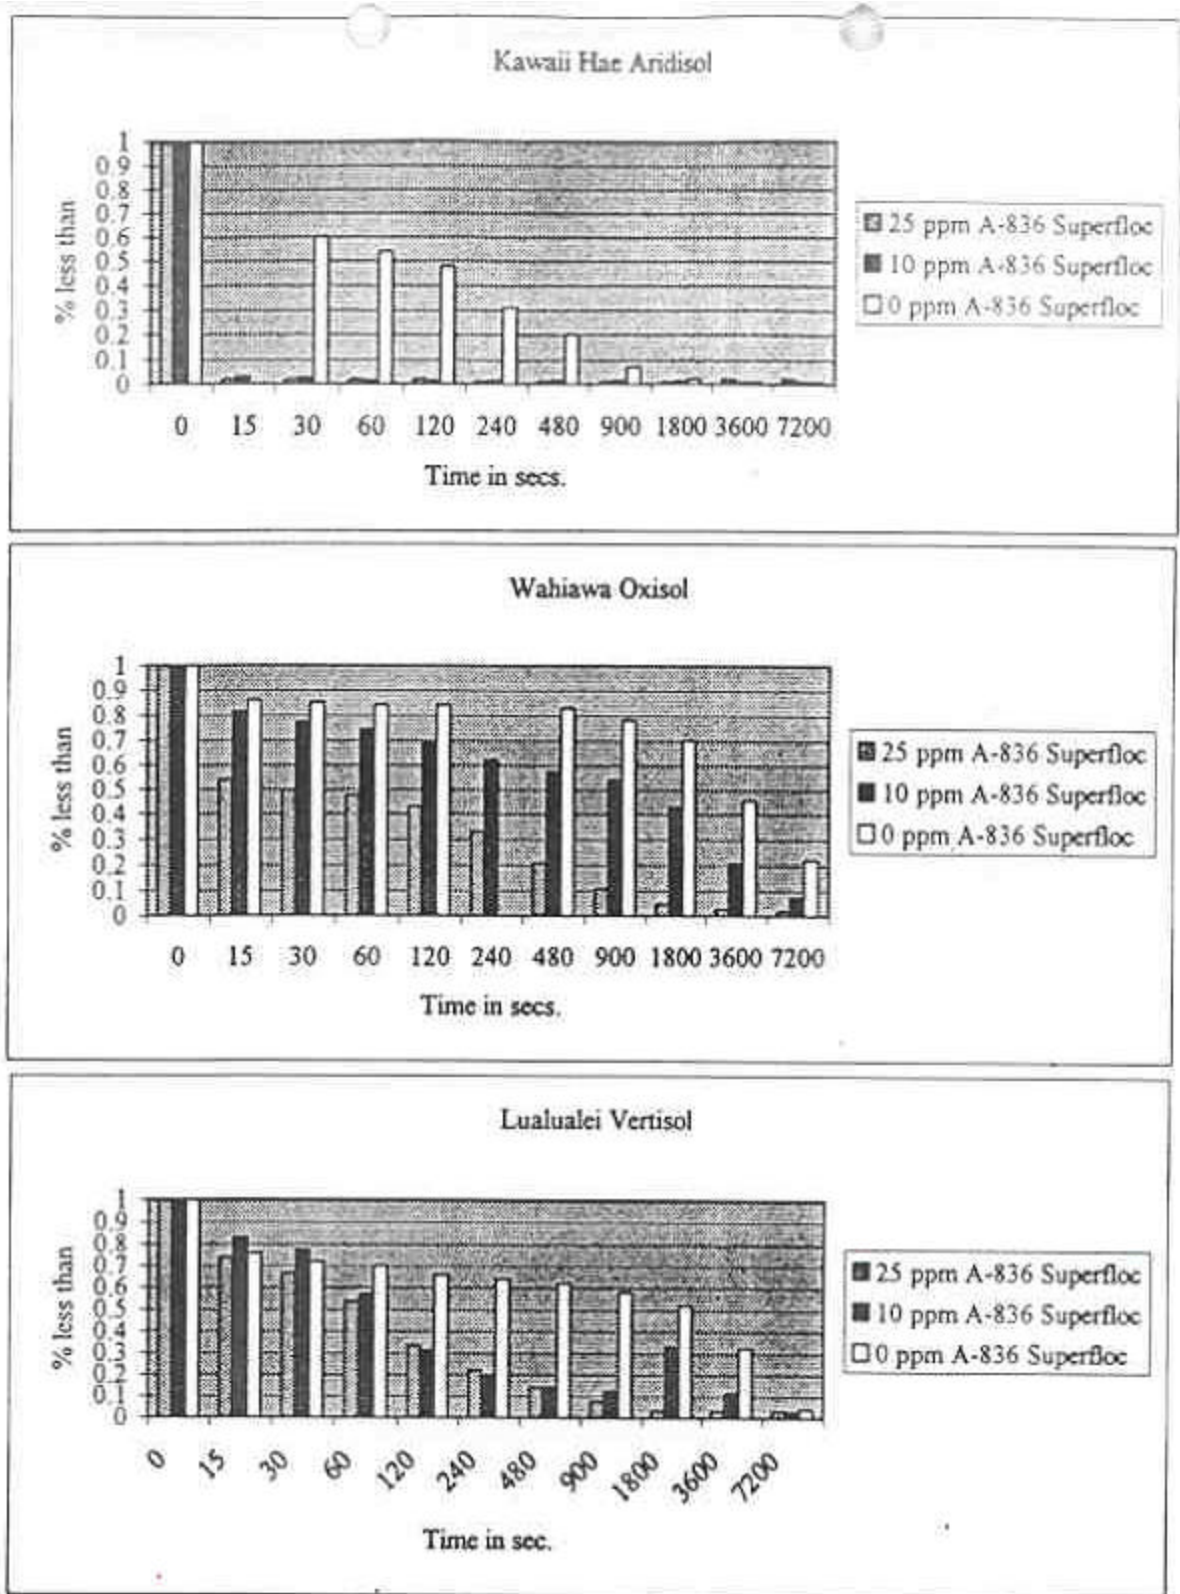 Kawaii Hae Aridisol
% less than
1
0.9
0.8
0.7
0.6
0.5
0.4
0.3
0.2
0.1
0
0 15 30 60 120 240 480 900 1800 3600 7200
Time in secs.
25 ppm A-836 Superfloc
10 ppm A-836 Superfloc
0 ppm A-836 Superfloc
Wahiawa Oxisol
% less than
1
0.9
0.8
0.7
0.6
0.5
0.4
0.3
0.2
0.1
0
0 15 30 60 120 240 480 900 1800 3600 7200
Time in secs.
25 ppm A-836 Superfloc
10 ppm A-836 Superfloc
0 ppm A-836 Superfloc
Lualualei Vertisol
% less than
1
0.9
0.8
0.7
0.6
0.5
0.4
0.3
0.2
0.1
0
0 15 30 60 120 240 480 900 1800 3600 7200
Time in sec.
25 ppm A-836 Superfloc
10 ppm A-836 Superfloc
0 ppm A-836 Superfloc